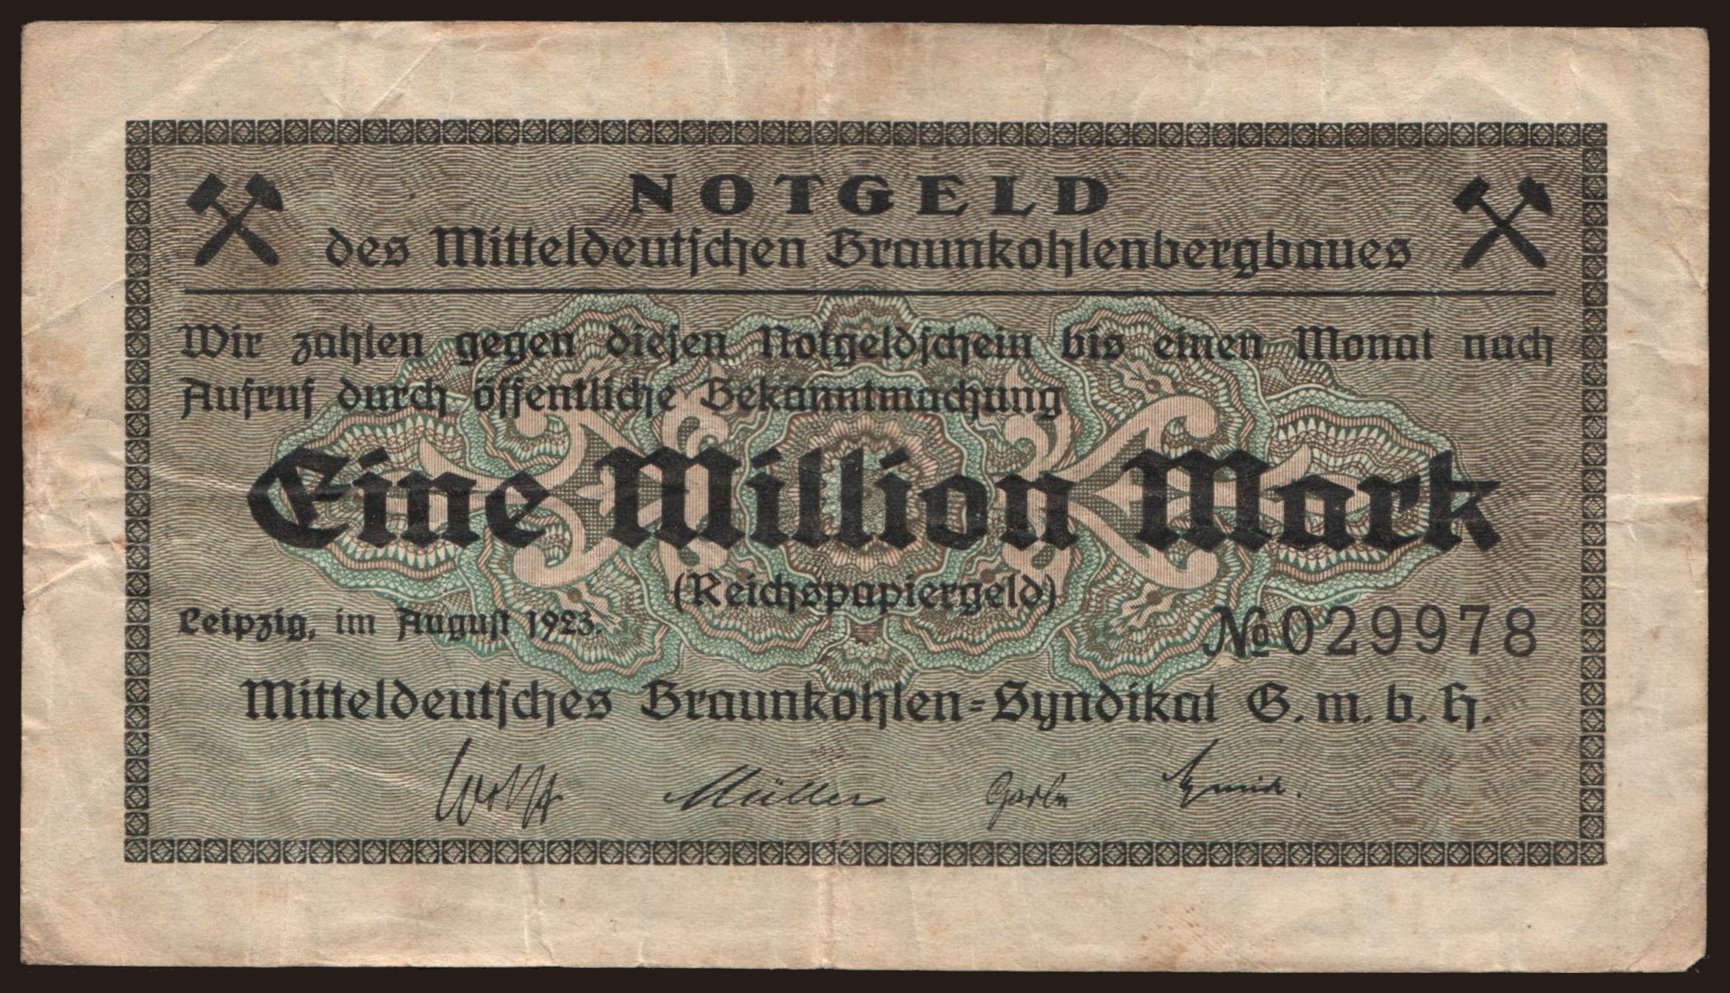 NOTGELD
des Mitteldeutschen Braunkohlenbergbaues
Wir zahlen gegen diesen Notgeldschein bis einen Monat nach
Aufruf durch öffentliche Bekanntmachung
Eine Million Mark
(Reichspapiergeld)
Leipzig, im August 1923.
№ 029978
Mitteldeutsches Braunkohlen-Syndikat G. m. b. H.
Müller